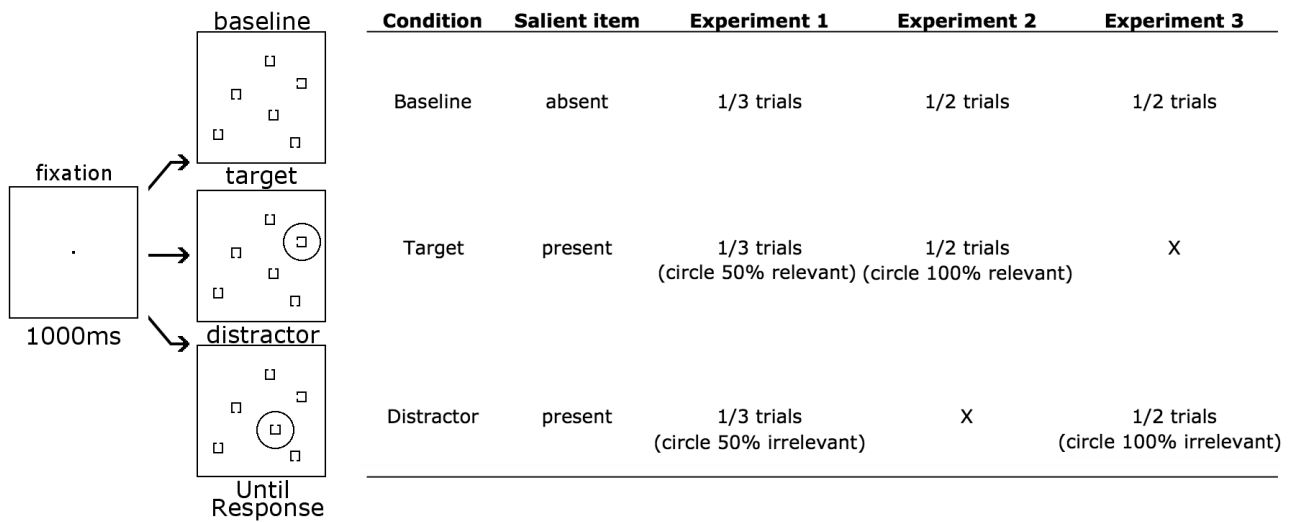 baseline
fixation
target
1000ms
distractor
Until
Response
Condition Salient item Experiment 1 Experiment 2 Experiment 3
Baseline absent 1/3 trials 1/2 trials 1/2 trials
Target present 1/3 trials 1/2 trials X
(circle 50% relevant) (circle 100% relevant)
Distractor present 1/3 trials X 1/2 trials
(circle 50% irrelevant) (circle 100% irrelevant)